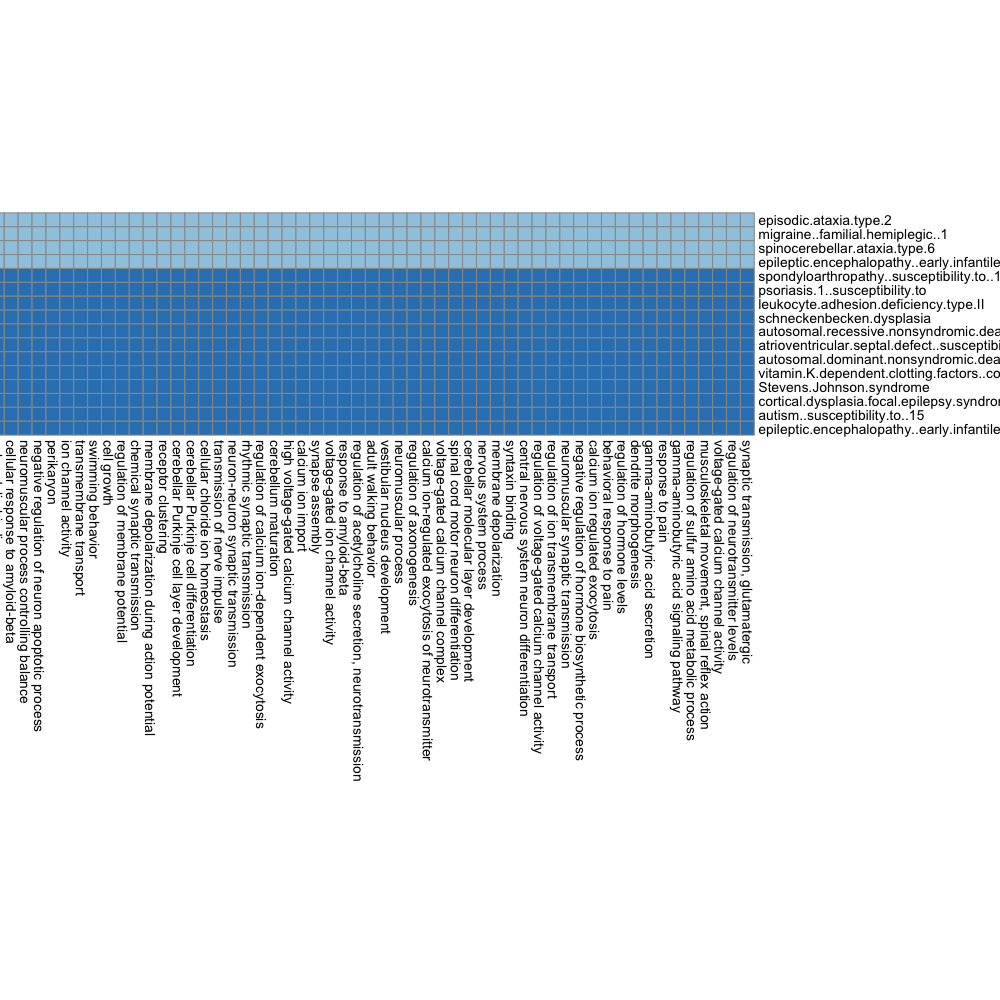 episodic.ataxia.type.2
migraine..familial.hemiplegic..1
spinocerebellar.ataxia.type.6
epileptic.encephalopathy..early.infantile
spondyloarthropathy..susceptibility.to..1
psoriasis.1..susceptibility.to
leukocyte.adhesion.deficiency.type.II
schneckenbecken.dysplasia
autosomal.recessive.nonsyndromic.dea
atrioventricular.septal.defect..susceptibi
autosomal.dominant.nonsyndromic.dea
vitamin.K.dependent.clotting.factors..co
Stevens.Johnson.syndrome
cortical.dysplasia.focal.epilepsy.syndro
autism..susceptibility.to..15
epileptic.encephalopathy..early.infantile
cellular response to amyloid-beta
neuromuscular process controlling balance
negative regulation of neuron apoptotic process
perikaryon
ion channel activity
transmembrane transport
swimming behavior
cell growth
regulation of membrane potential
chemical synaptic transmission
membrane depolarization during action potential
receptor clustering
cerebellar Purkinje cell layer development
cerebellar Purkinje cell differentiation
cellular chloride ion homeostasis
transmission of nerve impulse
neuron-neuron synaptic transmission
rhythmic synaptic transmission
regulation of calcium ion-dependent exocytosis
cerebellum maturation
high voltage-gated calcium channel activity
calcium ion import
synapse assembly
voltage-gated ion channel activity
response to amyloid-beta
regulation of acetylcholine secretion, neurotransmission
adult walking behavior
vestibular nucleus development
neuromuscular process
regulation of axonogenesis
calcium ion-regulated exocytosis of neurotransmitter
voltage-gated calcium channel complex
spinal cord motor neuron differentiation
cerebellar molecular layer development
nervous system process
membrane depolarization
syntaxin binding
central nervous system neuron differentiation
regulation of voltage-gated calcium channel activity
regulation of ion transmembrane transport
neuromuscular synaptic transmission
negative regulation of hormone biosynthetic process
calcium ion regulated exocytosis
behavioral response to pain
regulation of hormone levels
dendrite morphogenesis
gamma-aminobutyric acid secretion
response to pain
gamma-aminobutyric acid signaling pathway
regulation of sulfur amino acid metabolic process
musculoskeletal movement, spinal reflex action
voltage-gated calcium channel activity
regulation of neurotransmitter levels
synaptic transmission, glutamatergic